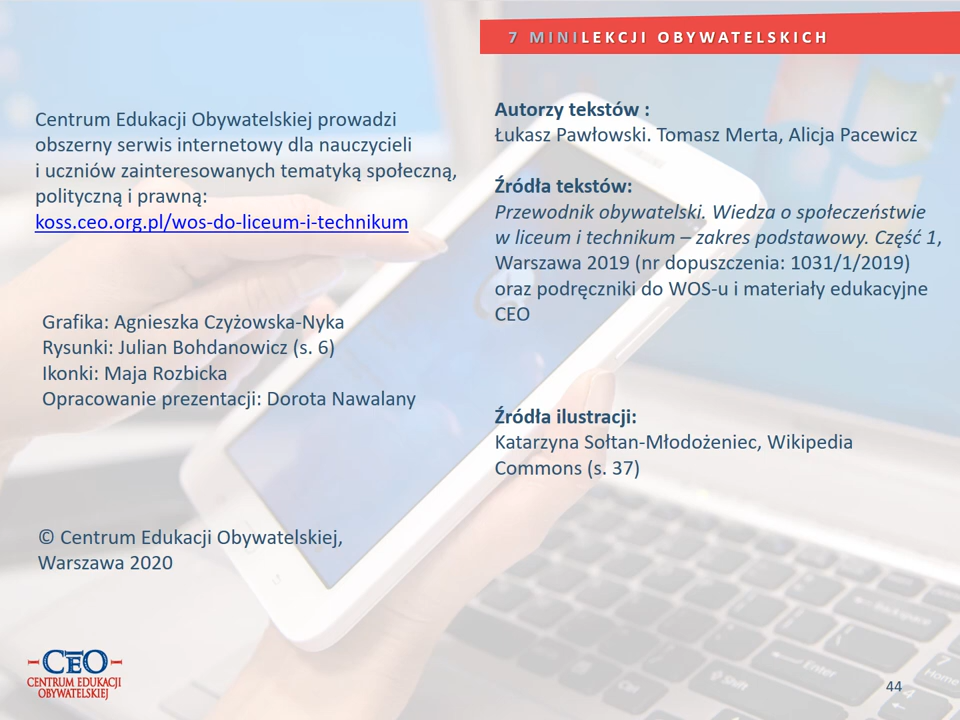 7 MINILEKCJI OBYWATELSKICH
Centrum Edukacji Obywatelskiej prowadzi
obszerny serwis internetowy dla nauczycieli
i uczniów zainteresowanych tematyką społeczną,
polityczną i prawną:
koss.ceo.org.pl/wos-do-liceum-i-technikum
Grafika: Agnieszka Czyżowska-Nyka
Rysunki: Julian Bohdanowicz (s. 6)
Ikonki: Maja Rozbicka
Opracowanie prezentacji: Dorota Nawalany
© Centrum Edukacji Obywatelskiej,
Warszawa 2020
Autorzy tekstów :
Łukasz Pawłowski. Tomasz Merta, Alicja Pacewicz
Źródła tekstów:
Przewodnik obywatelski. Wiedza o społeczeństwie
w liceum i technikum – zakres podstawowy. Część 1,
Warszawa 2019 (nr dopuszczenia: 1031/1/2019)
oraz podręczniki do WOS-u i materiały edukacyjne
CEO
Źródła ilustracji:
Katarzyna Sołtan-Młodożeniec, Wikipedia
Commons (s. 37)
CEO
CENTRUM EDUKACJI
OBYWATELSKIEJ
Shift
Enter
44